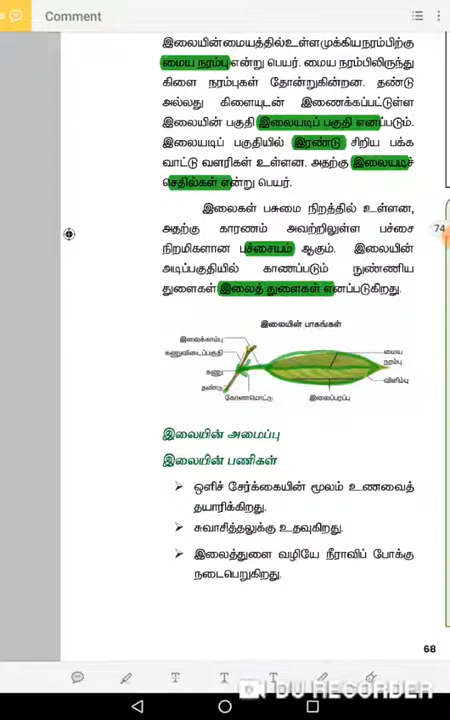 Comment
இலையின் மையத்தில் உள்ள முக்கிய நரம்பிற்கு
மைய நரம்பு என்று பெயர். மைய நரம்பிலிருந்து
கிளை நரம்புகள் தோன்றுகின்றன. தண்டு
அல்லது கிளையுடன் இணைக்கப்பட்டுள்ள
இலையின் பகுதி இலையடிப் பகுதி எனப்படும்.
இலையடிப் பகுதியில் இரண்டு சிறிய பக்க
வாட்டு வளரிகள் உள்ளன. அதற்கு இலையடிச்
செதில்கள் என்று பெயர்.
இலைகள் பசுமை நிறத்தில் உள்ளன,
அதற்கு காரணம் அவற்றிலுள்ள பச்சை
நிறமிகளான பச்சையம் ஆகும். இலையின்
அடிப்பகுதியில் காணப்படும் நுண்ணிய
துளைகள் இலைத் துளைகள் எனப்படுகிறது.
74
இலையின் பாகங்கள்
இலைக்காம்பு
கணுவிடைப்பகுதி
கணு
தண்டு
கோணமொட்டு
இலைப்பரப்பு
மைய
நரம்பு
விளிம்பு
இலையின் அமைப்பு
இலையின் பணிகள்
➤ ஒளிச் சேர்க்கையின் மூலம் உணவைத்
தயாரிக்கிறது.
➤ சுவாசித்தலுக்கு உதவுகிறது.
➤ இலைத்துளை வழியே நீராவிப் போக்கு
நடைபெறுகிறது.
68
DU RECORDER